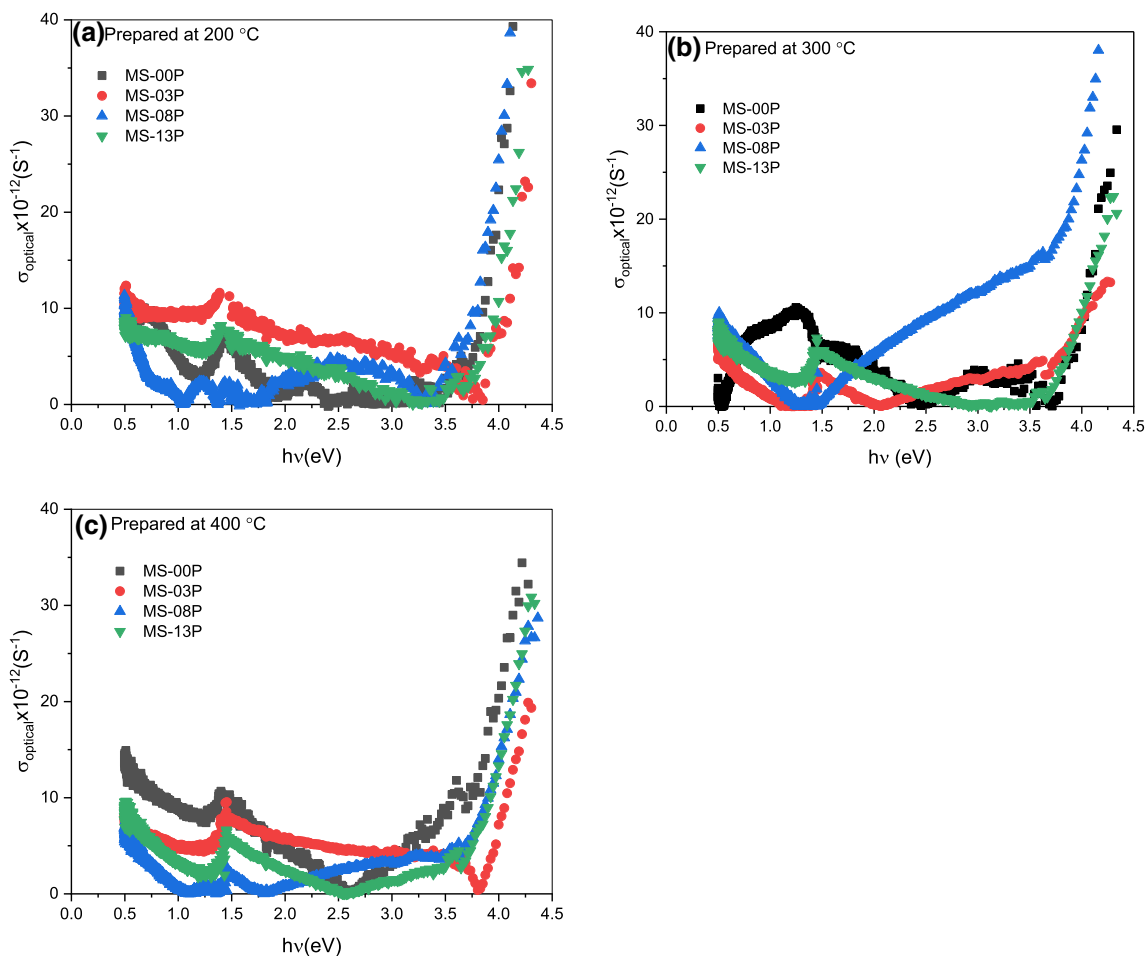 (a) Prepared at 200 °C
MS-00P
MS-03P
MS-08P
MS-13P
σoptical x10-12(S-1)
40
30
20
10
0
0.0 0.5 1.0 1.5 2.0 2.5 3.0 3.5 4.0 4.5
hν(eV)
(b) Prepared at 300 °C
MS-00P
MS-03P
MS-08P
MS-13P
σoptical x10-12(S-1)
40
30
20
10
0
0.0 0.5 1.0 1.5 2.0 2.5 3.0 3.5 4.0 4.5
hν (eV)
(c) Prepared at 400 °C
MS-00P
MS-03P
MS-08P
MS-13P
σoptical x10-12(S-1)
40
30
20
10
0
0.0 0.5 1.0 1.5 2.0 2.5 3.0 3.5 4.0 4.5
hν(eV)